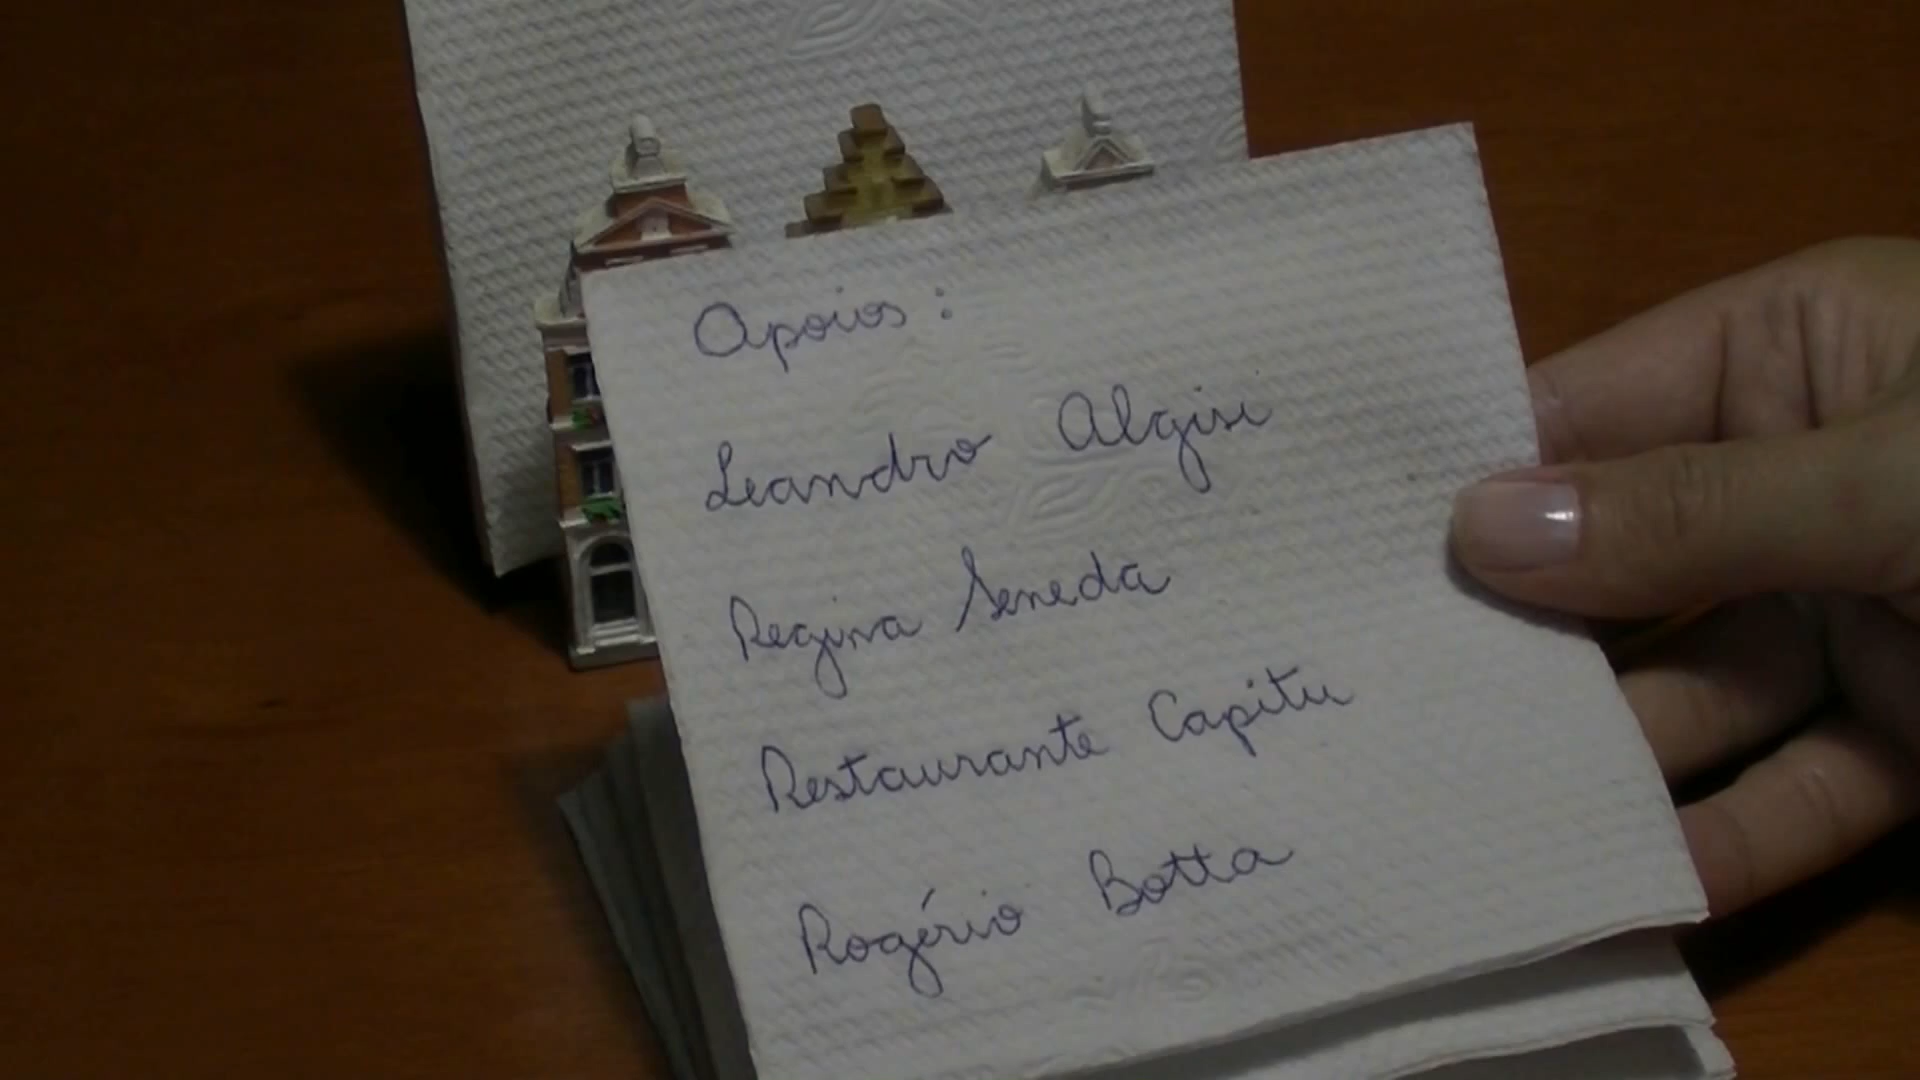 Apoios:
Leandro Algisi
Regina Seneda
Restaurante Capitu
Rogério Botta